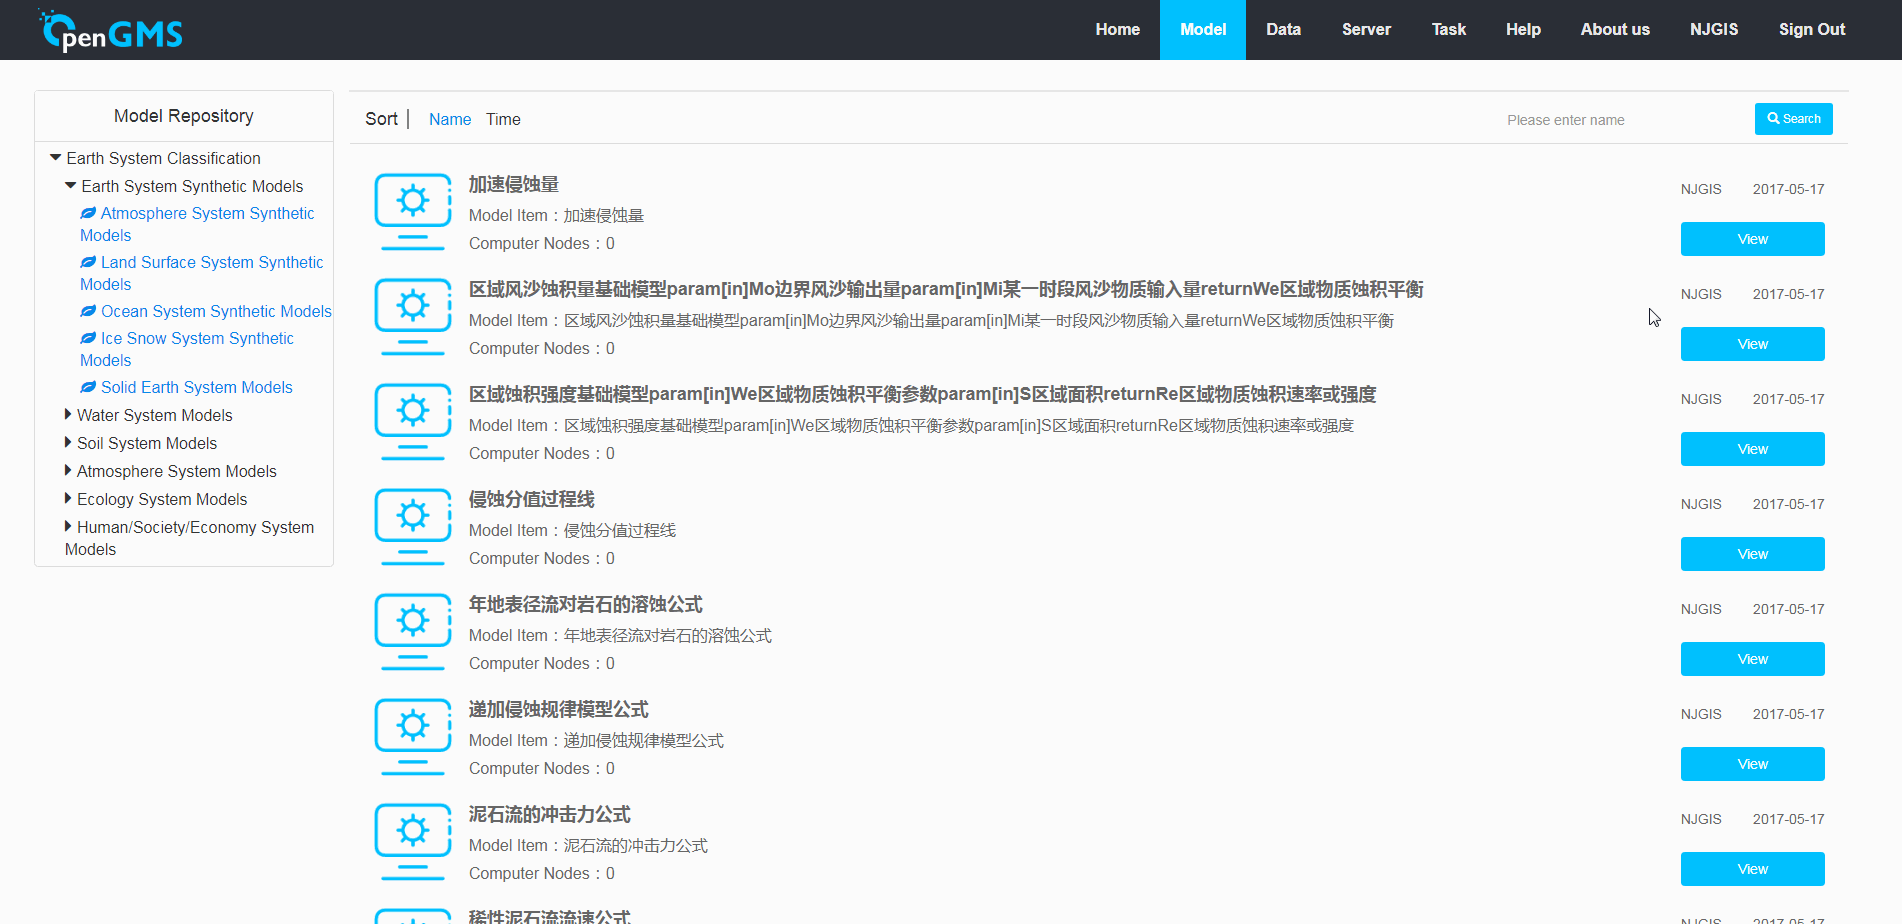 OpenGMS
Home Model Data Server Task Help About us NJGIS Sign Out
Model Repository
Earth System Classification
Earth System Synthetic Models
Atmosphere System Synthetic
Models
Land Surface System Synthetic
Models
Ocean System Synthetic Models
Ice Snow System Synthetic
Models
Solid Earth System Models
Water System Models
Soil System Models
Atmosphere System Models
Ecology System Models
Human/Society/Economy System
Models
Sort | Name Time
Please enter name
Search
加速侵蚀量
Model Item：加速侵蚀量
Computer Nodes：0
NJGIS 2017-05-17
View
区域风沙蚀积量基础模型param[in]Mo边界风沙输出量param[in]Mi某一时段风沙物质输入量returnWe区域物质蚀积平衡
Model Item：区域风沙蚀积量基础模型param[in]Mo边界风沙输出量param[in]Mi某一时段风沙物质输入量returnWe区域物质蚀积平衡
Computer Nodes：0
NJGIS 2017-05-17
View
区域蚀积强度基础模型param[in]We区域物质蚀积平衡参数param[in]S区域面积returnRe区域物质蚀积速率或强度
Model Item：区域蚀积强度基础模型param[in]We区域物质蚀积平衡参数param[in]S区域面积returnRe区域物质蚀积速率或强度
Computer Nodes：0
NJGIS 2017-05-17
View
侵蚀分值过程线
Model Item：侵蚀分值过程线
Computer Nodes：0
NJGIS 2017-05-17
View
年地表径流对岩石的溶蚀公式
Model Item：年地表径流对岩石的溶蚀公式
Computer Nodes：0
NJGIS 2017-05-17
View
递加侵蚀规律模型公式
Model Item：递加侵蚀规律模型公式
Computer Nodes：0
NJGIS 2017-05-17
View
泥石流的冲击力公式
Model Item：泥石流的冲击力公式
Computer Nodes：0
NJGIS 2017-05-17
View
稀性泥石流流速公式
NJGIS 2017-05-17